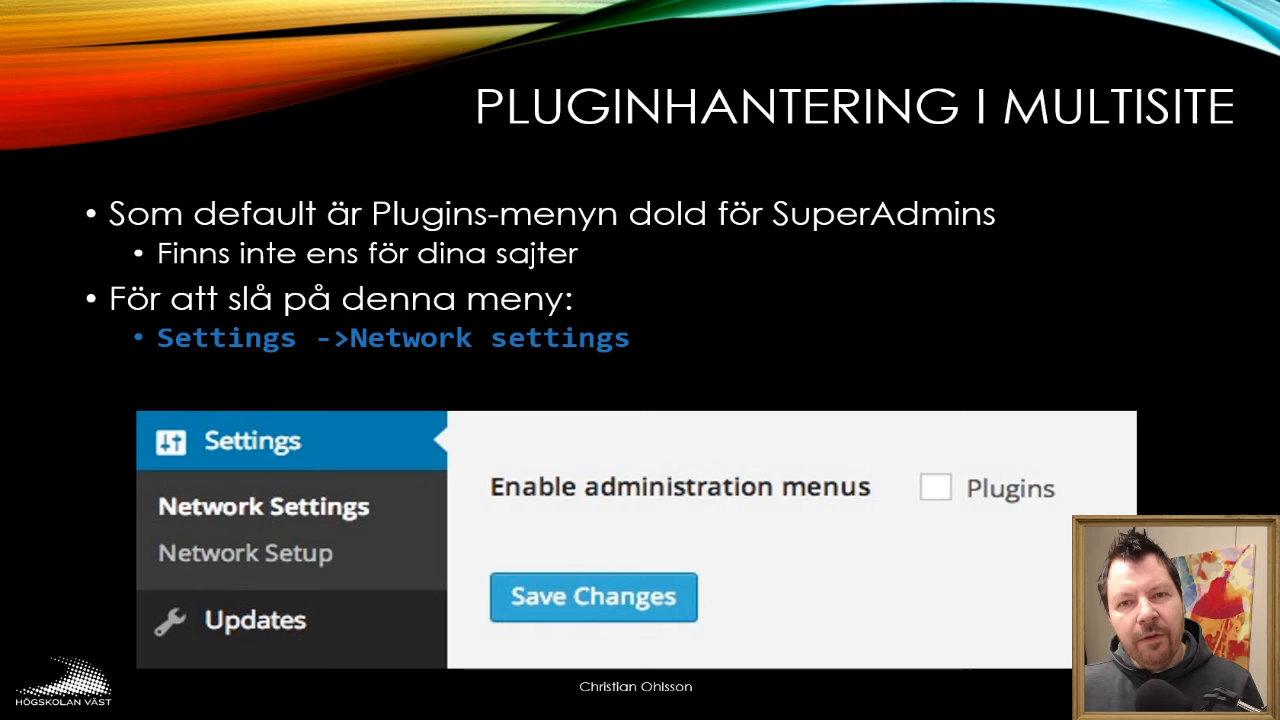 PLUGINHANTERING I MULTISITE
• Som default är Plugins-menyn dold för SuperAdmins
• Finns inte ens för dina sajter
• För att slå på denna meny:
• Settings ->Network settings
Settings
Network Settings
Network Setup
Updates
Enable administration menus
Plugins
Save Changes
HÖGSKOLAN VÄST
Christian Ohlsson